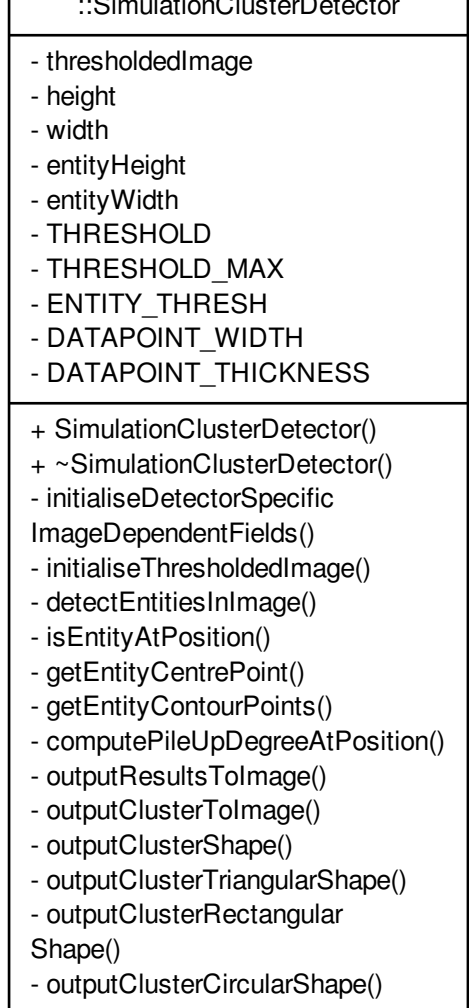 ::SimulationClusterDetector
- thresholdedImage
- height
- width
- entityHeight
- entityWidth
- THRESHOLD
- THRESHOLD_MAX
- ENTITY_THRESH
- DATAPOINT_WIDTH
- DATAPOINT_THICKNESS
+ SimulationClusterDetector()
+ ~SimulationClusterDetector()
- initialiseDetectorSpecific
ImageDependentFields()
- initialiseThresholdedImage()
- detectEntitiesInImage()
- isEntityAtPosition()
- getEntityCentrePoint()
- getEntityContourPoints()
- computePileUpDegreeAtPosition()
- outputResultsToImage()
- outputClusterToImage()
- outputClusterShape()
- outputClusterTriangularShape()
- outputClusterRectangular
Shape()
- outputClusterCircularShape()